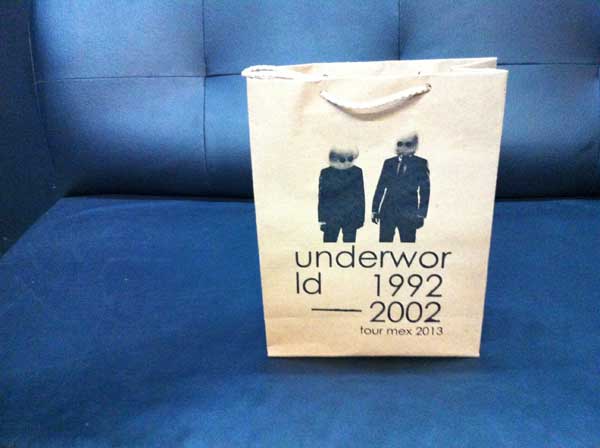 underwor
ld 1992
— 2002
tour mex 2013